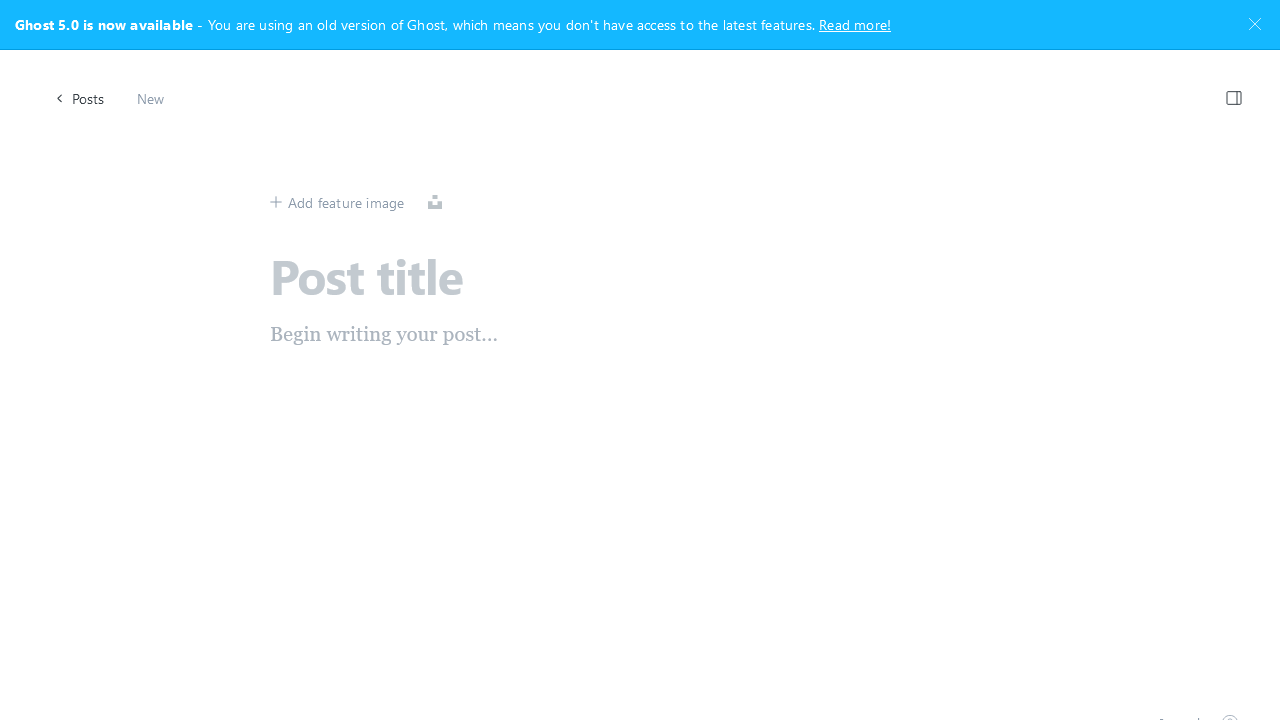 Ghost 5.0 is now available - You are using an old version of Ghost, which means you don't have access to the latest features. Read more!
Posts New
Add feature image
Post title
Begin writing your post...